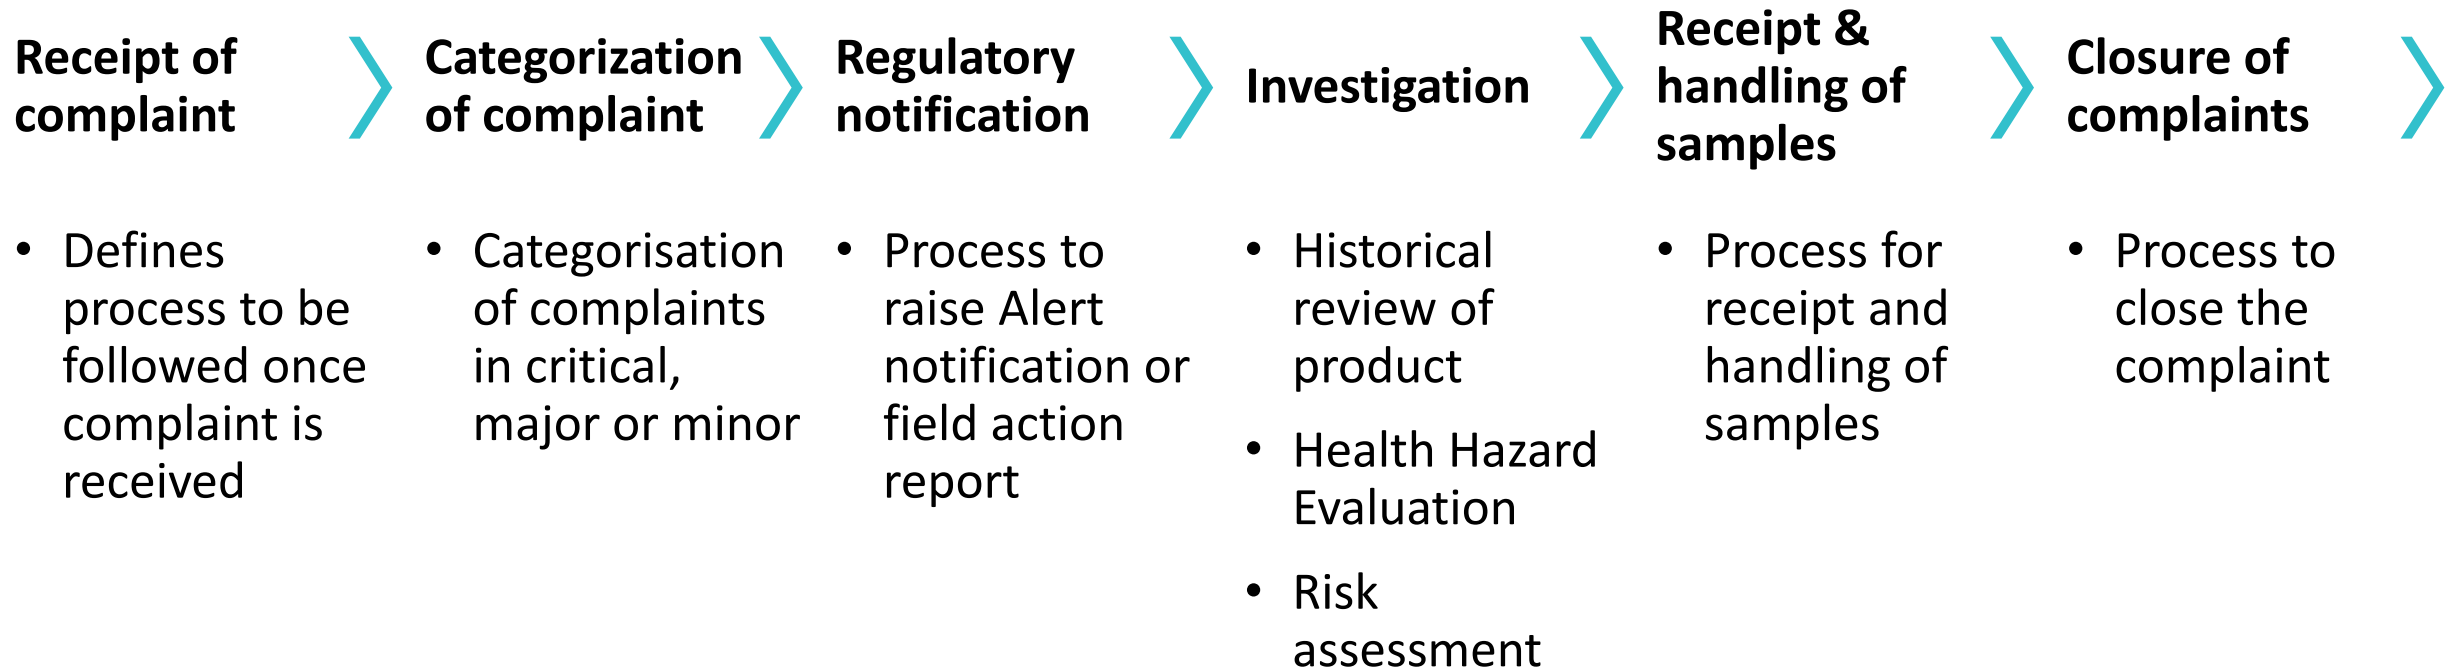 Receipt of
complaint
Categorization
of complaint
Regulatory
notification
Investigation
Receipt &
handling of
samples
Closure of
complaints
• Defines
process to be
followed once
complaint is
received
• Categorisation
of complaints
in critical,
major or minor
• Process to
raise Alert
notification or
field action
report
• Historical
review of
product
• Health Hazard
Evaluation
• Risk
assessment
• Process for
receipt and
handling of
samples
• Process to
close the
complaint